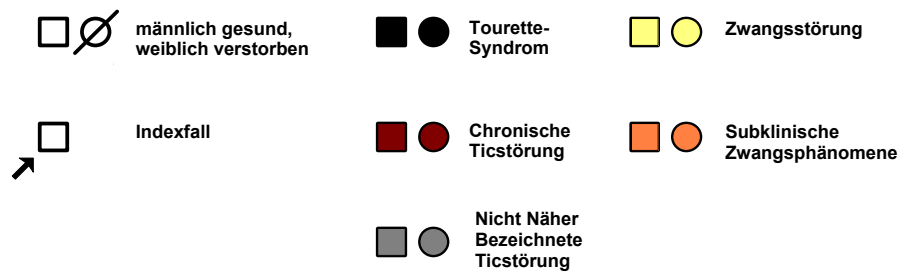 männlich gesund,
weiblich verstorben
Tourette-
Syndrom
Zwangsstörung
Indexfall
Chronische
Ticstörung
Subklinische
Zwangsphänomene
Nicht Näher
Bezeichnete
Ticstörung